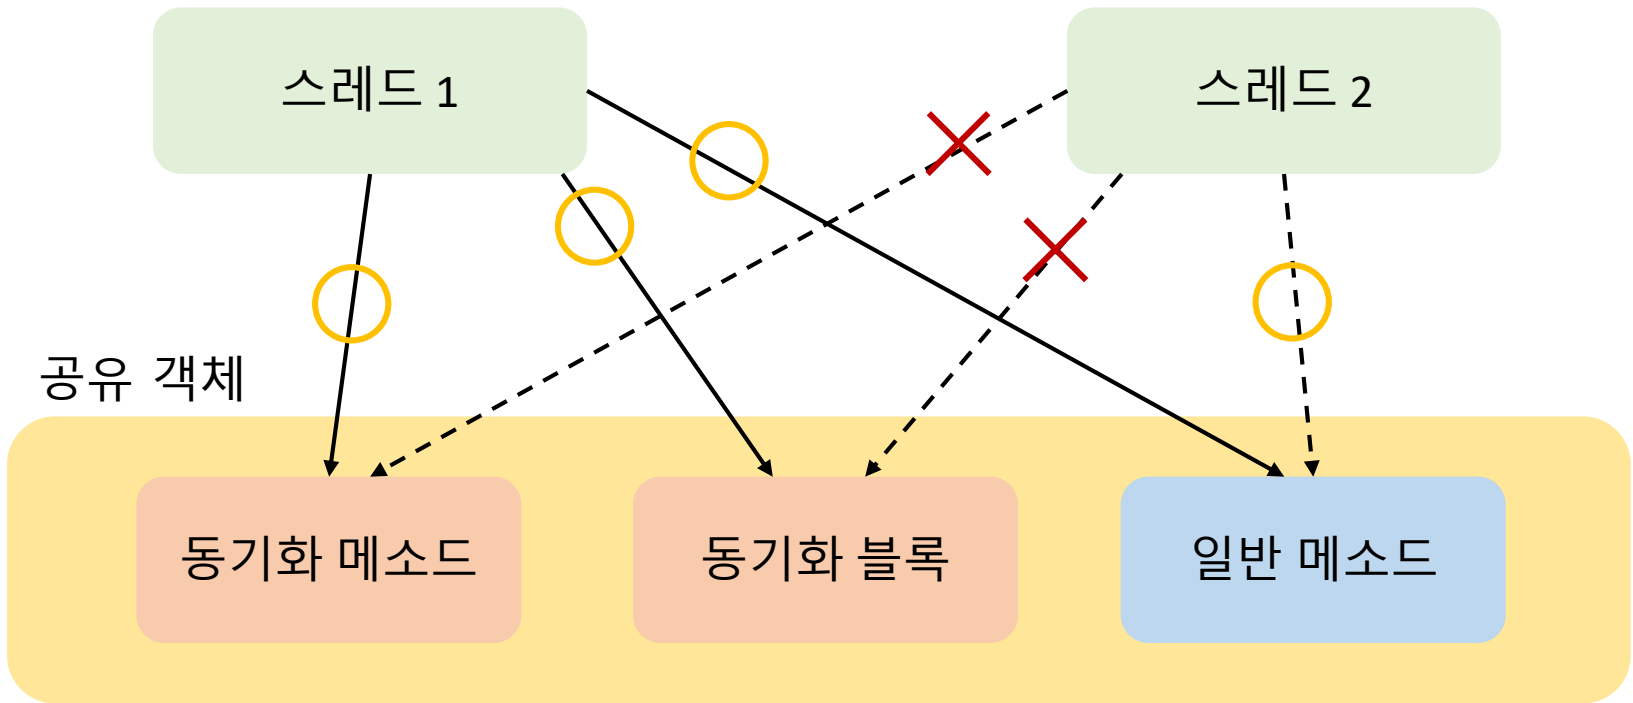 스레드 1
스레드 2
공유 객체
동기화 메소드
동기화 블록
일반 메소드